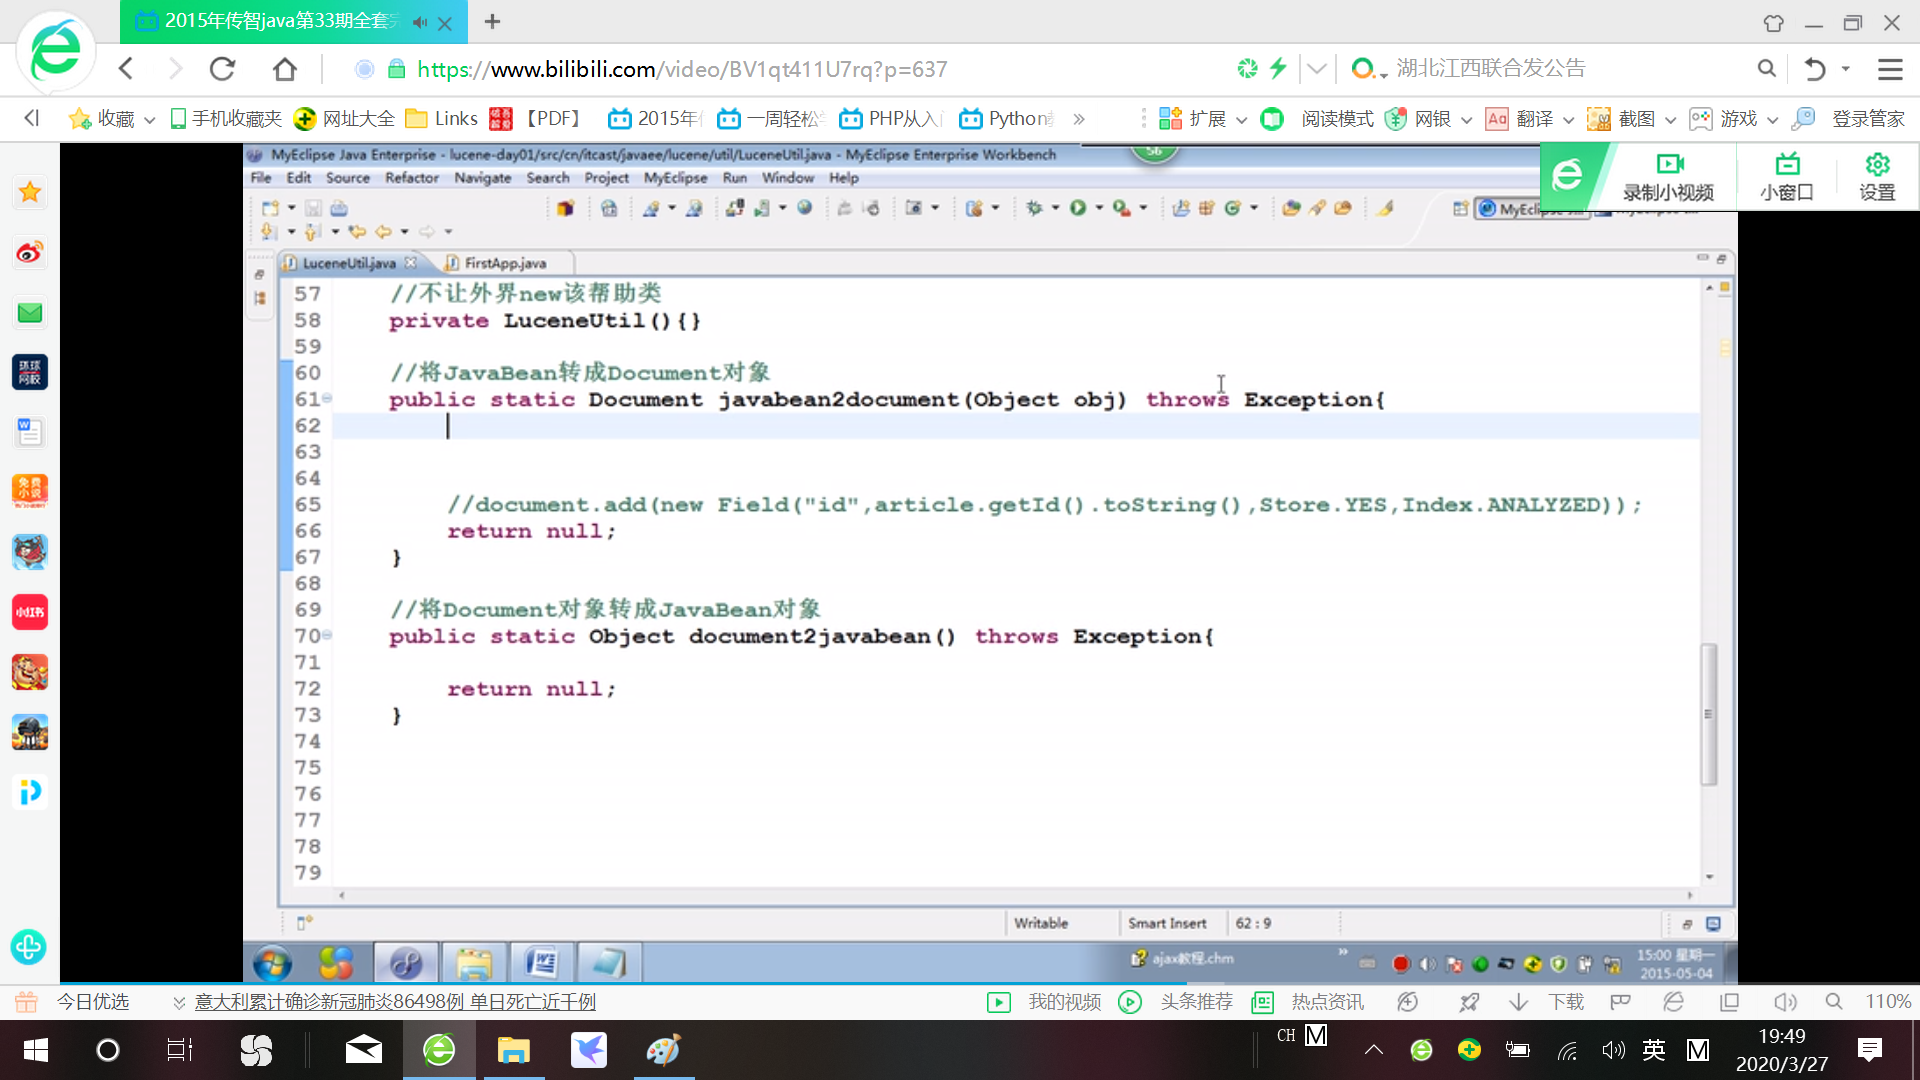 2015年传智java第33期全套
https://www.bilibili.com/video/BV1qt411U7rq?p=637
湖北江西联合发公告
收藏
手机收藏夹
网址大全
Links
【PDF】
2015年
一周轻松
PHP从入
Python
扩展
阅读模式
网银
翻译
截图
游戏
登录管家
MyEclipse Java Enterprise - lucene-day01/src/cn/itcast/javaee/lucene/util/LuceneUtil.java - MyEclipse Enterprise Workbench
56
File Edit Source Refactor Navigate Search Project MyEclipse Run Window Help
录制小视频
小窗口
设置
LuceneUtil.java
FirstApp.java
57 //不让外界new该帮助类
58 private LuceneUtil(){}
59
60 //将JavaBean转成Document对象
61 public static Document javabean2document(Object obj) throws Exception{
62
63
64
65 //document.add(new Field("id",article.getId().toString(),Store.YES,Index.ANALYZED));
66 return null;
67 }
68
69 //将Document对象转成JavaBean对象
70 public static Object document2javabean() throws Exception{
71
72 return null;
73 }
74
75
76
77
78
79
Writable
Smart Insert
62 : 9
环球网校
免费小说
小红书
ajax教程.chm
15:00 星期一
2015-05-04
今日优选
意大利累计确诊新冠肺炎86498例 单日死亡近千例
我的视频
头条推荐
热点资讯
下载
110%
CH M
英
M
19:49
2020/3/27